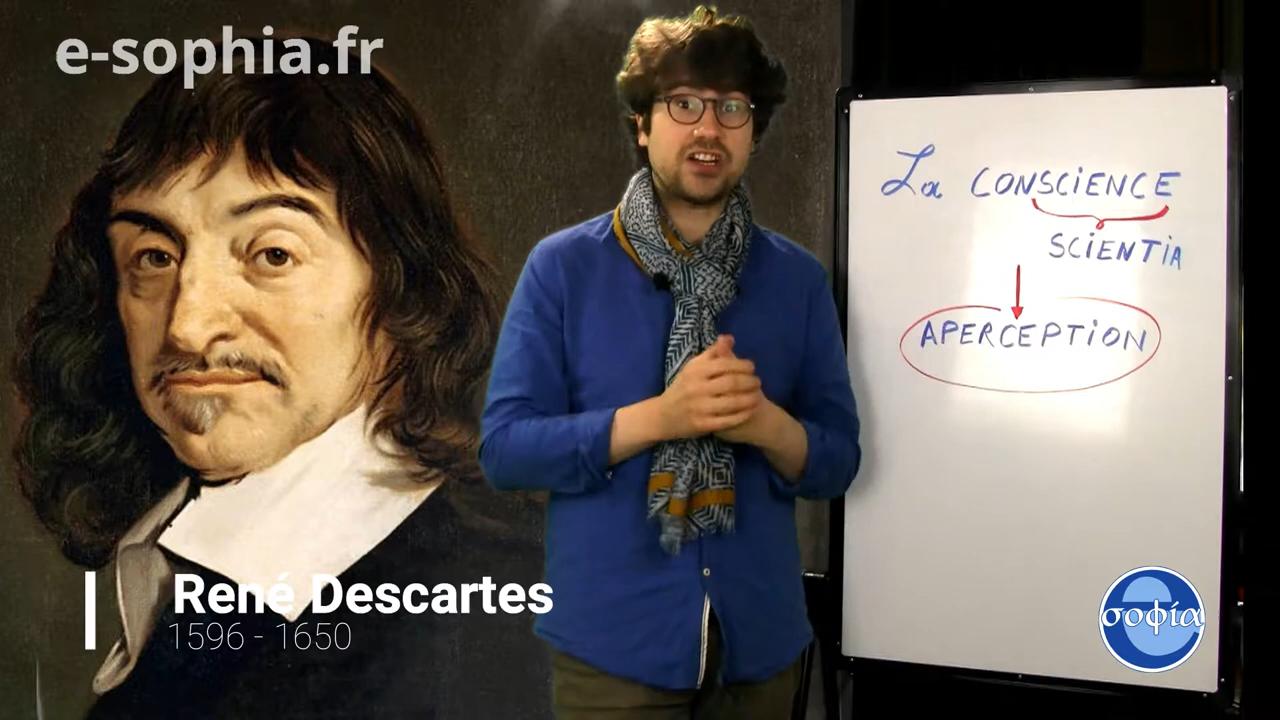 e-sophia.fr
La CONSCiENCE
SCiENTiA
APERCEPTiON
René Descartes
1596 - 1650
σοφία